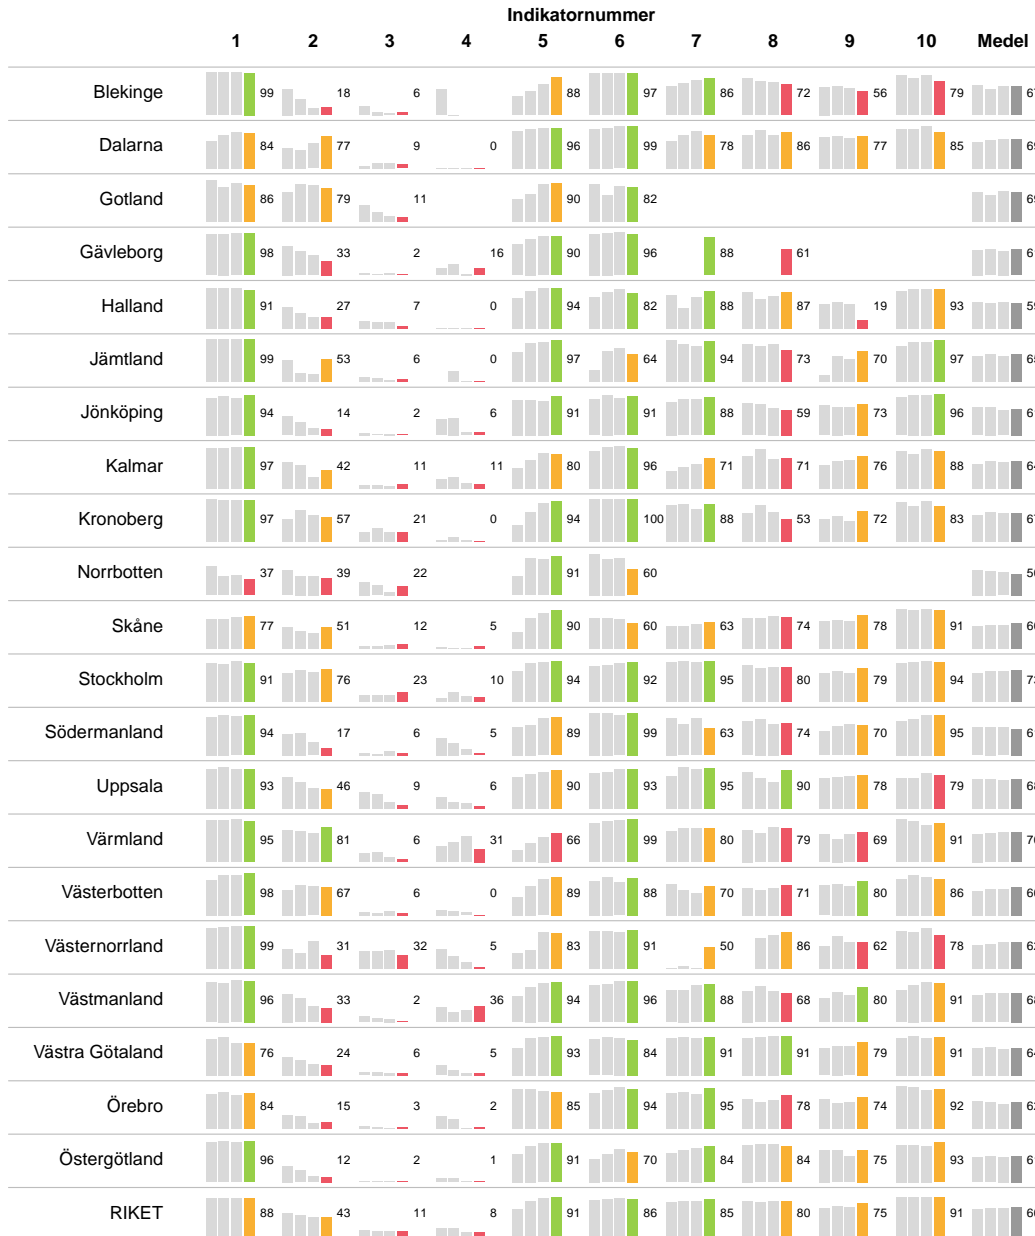 Indikatornummer
1 2 3 4 5 6 7 8 9 10 Medel
Blekinge 99 18 6 88 97 86 72 56 79
Dalarna 84 77 9 0 96 99 78 86 77 85
Gotland 86 79 11 90 82
Gävleborg 98 33 2 16 90 96 88 61
Halland 91 27 7 0 94 82 88 87 19 93
Jämtland 99 53 6 0 97 64 94 73 70 97
Jönköping 94 14 2 6 91 91 88 59 73 96
Kalmar 97 42 11 11 80 96 71 71 76 88
Kronoberg 97 57 21 0 94 100 88 53 72 83
Norrbotten 37 39 22 91 60
Skåne 77 51 12 5 90 60 63 74 78 91
Stockholm 91 76 23 10 94 92 95 80 79 94
Södermanland 94 17 6 5 89 99 63 74 70 95
Uppsala 93 46 9 6 90 93 95 90 78 79
Värmland 95 81 6 31 66 99 80 79 69 91
Västerbotten 98 67 6 0 89 88 70 71 80 86
Västernorrland 99 31 32 5 83 91 50 86 62 78
Västmanland 96 33 2 36 94 96 88 68 80 91
Västra Götaland 76 24 6 5 93 84 91 91 79 91
Örebro 84 15 3 2 85 94 95 78 74 92
Östergötland 96 12 2 1 91 70 84 84 75 93
RIKET 88 43 11 8 91 86 85 80 75 91